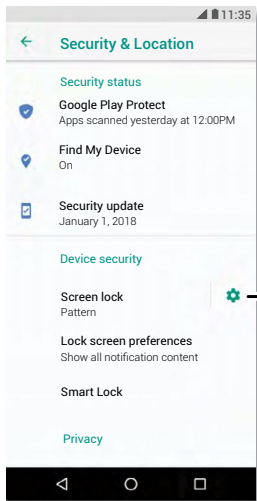 11:35
Security & Location
Security status
Google Play Protect
Apps scanned yesterday at 12:00PM
Find My Device
On
Security update
January 1, 2018
Device security
Screen lock
Pattern
Lock screen preferences
Show all notification content
Smart Lock
Privacy